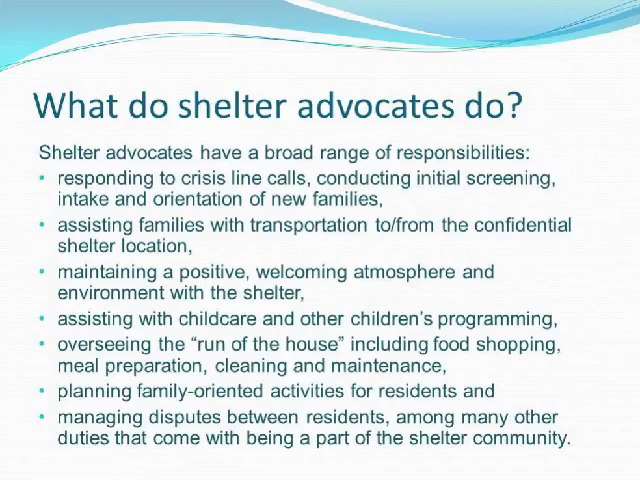 What do shelter advocates do?
Shelter advocates have a broad range of responsibilities:
• responding to crisis line calls, conducting initial screening,
intake and orientation of new families,
• assisting families with transportation to/from the confidential
shelter location,
• maintaining a positive, welcoming atmosphere and
environment with the shelter,
• assisting with childcare and other children’s programming,
• overseeing the “run of the house” including food shopping,
meal preparation, cleaning and maintenance,
• planning family-oriented activities for residents and
• managing disputes between residents, among many other
duties that come with being a part of the shelter community.